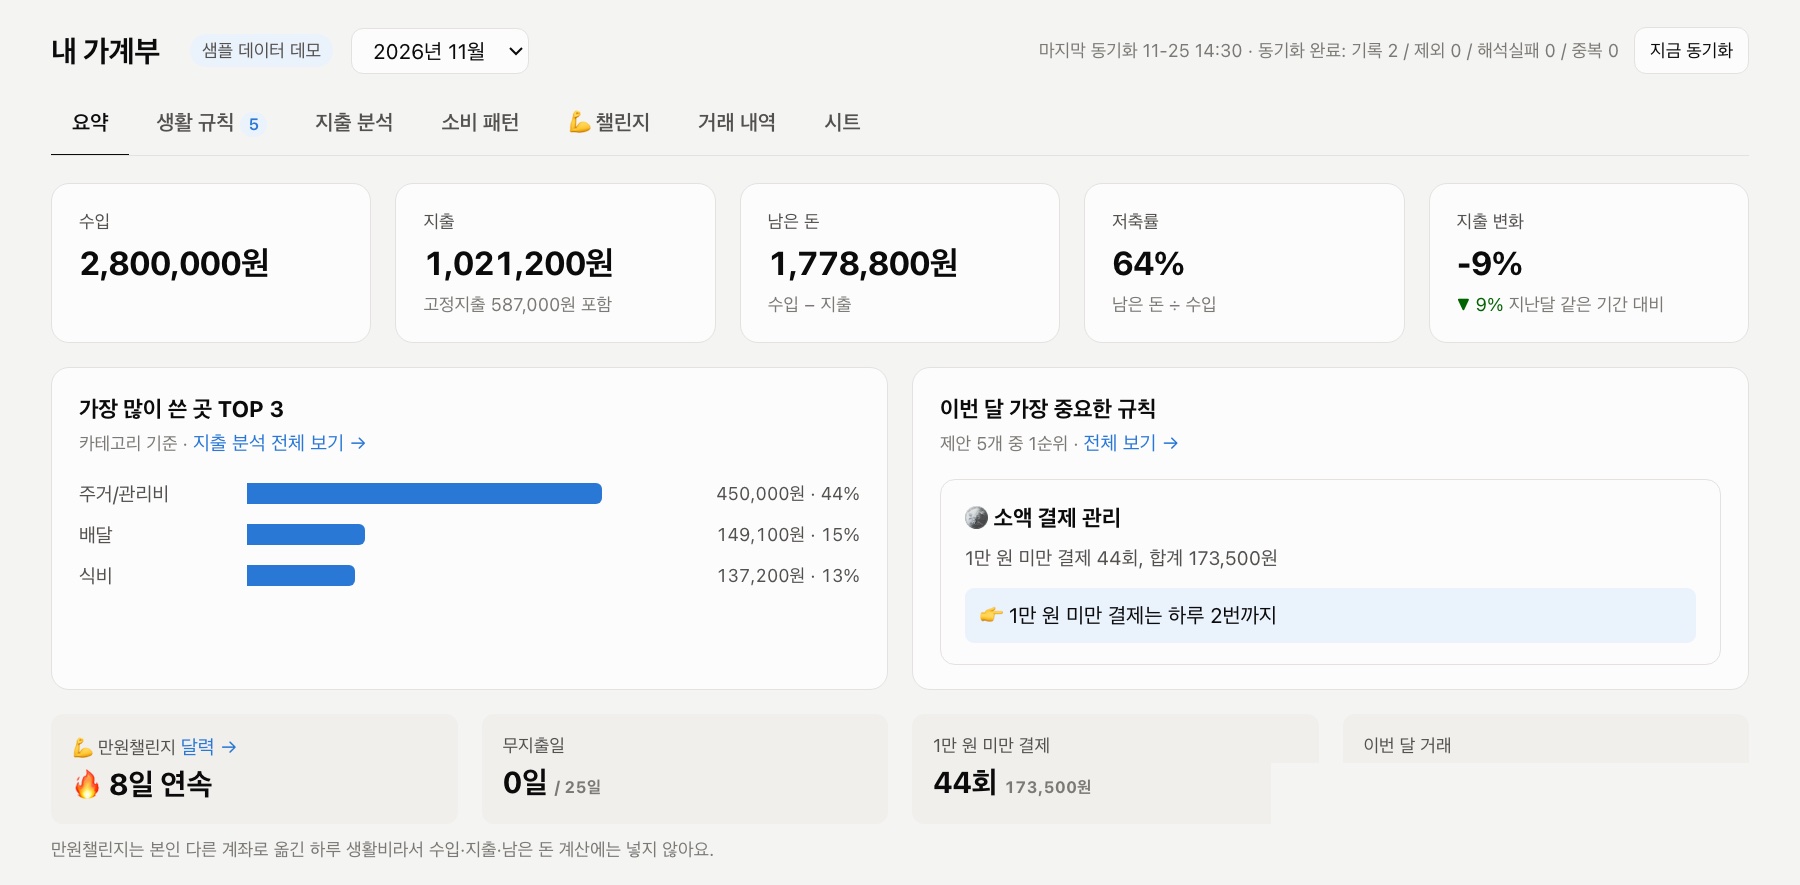 내 가계부 샘플 데이터 데모 2026년 11월 마지막 동기화 11-25 14:30 · 동기화 완료: 기록 2 / 제외 0 / 해석실패 0 / 중복 0 지금 동기화
요약 생활 규칙 5 지출 분석 소비 패턴 💪 챌린지 거래 내역 시트
수입
2,800,000원
지출
1,021,200원
고정지출 587,000원 포함
남은 돈
1,778,800원
수입 − 지출
저축률
64%
남은 돈 ÷ 수입
지출 변화
-9%
▼ 9% 지난달 같은 기간 대비
가장 많이 쓴 곳 TOP 3
카테고리 기준 · 지출 분석 전체 보기 →
주거/관리비 450,000원 · 44%
배달 149,100원 · 15%
식비 137,200원 · 13%
이번 달 가장 중요한 규칙
제안 5개 중 1순위 · 전체 보기 →
🪙 소액 결제 관리
1만 원 미만 결제 44회, 합계 173,500원
👉 1만 원 미만 결제는 하루 2번까지
💪 만원챌린지 달력 →
🔥 8일 연속
무지출일
0일 / 25일
1만 원 미만 결제
44회 173,500원
이번 달 거래
만원챌린지는 본인 다른 계좌로 옮긴 하루 생활비라서 수입·지출·남은 돈 계산에는 넣지 않아요.